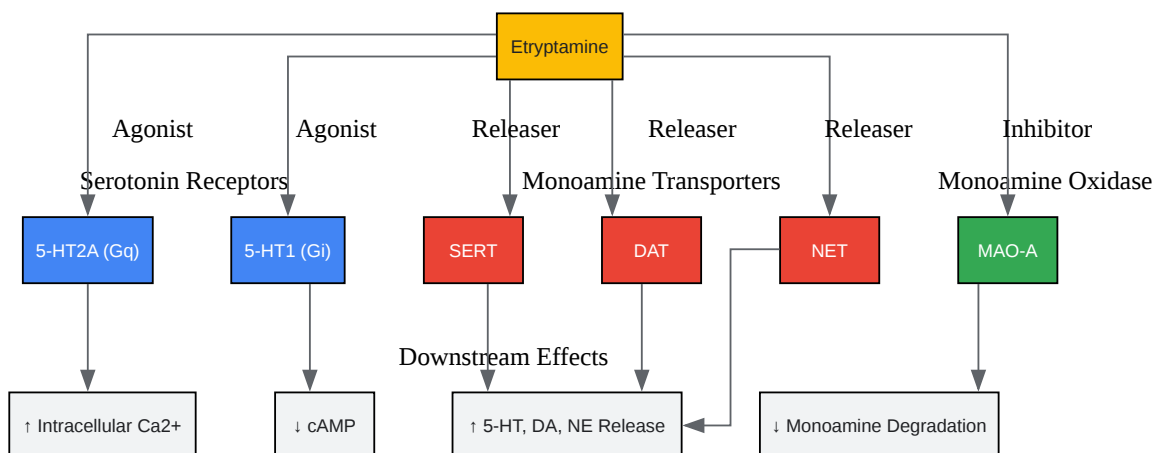 Etryptamine
Agonist
Agonist
Releaser
Releaser
Releaser
Inhibitor
Serotonin Receptors
Monoamine Transporters
Monoamine Oxidase
5-HT2A (Gq)
5-HT1 (Gi)
SERT
DAT
NET
MAO-A
Downstream Effects
↑ Intracellular Ca2+
↓ cAMP
↑ 5-HT, DA, NE Release
↓ Monoamine Degradation